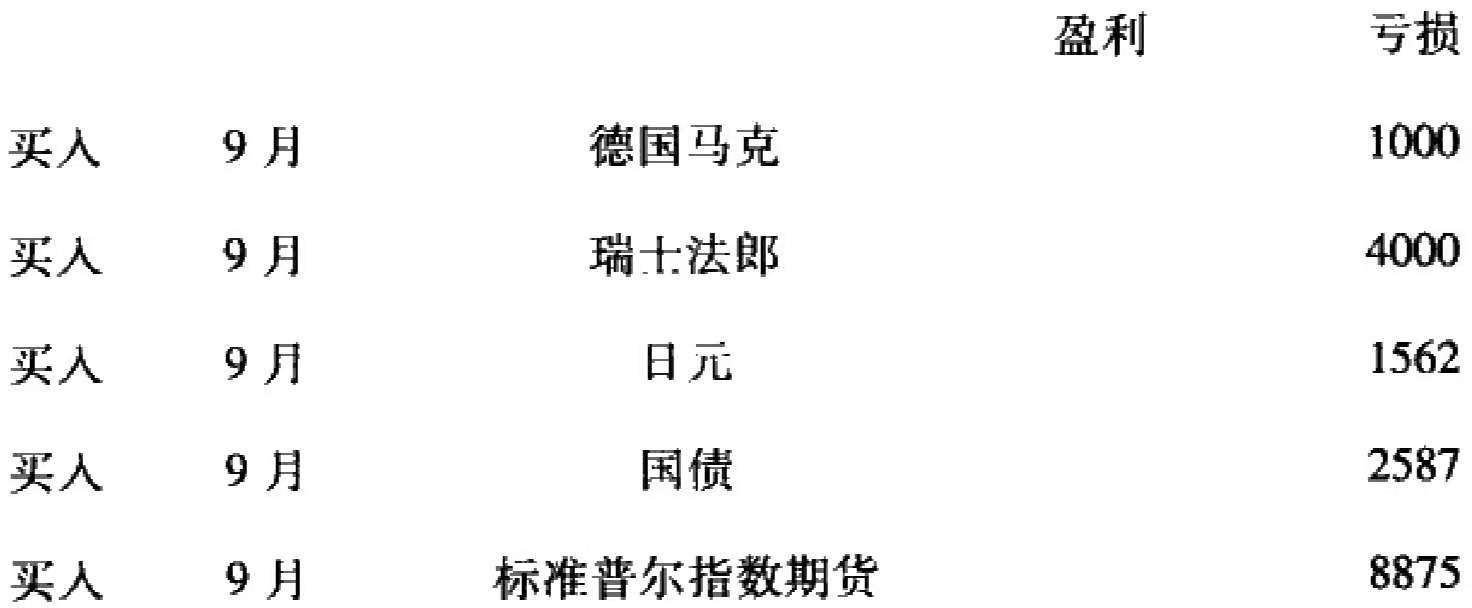 盈利 亏损
买入 9月 德国马克 1000
买入 9月 瑞士法郎 4000
买入 9月 日元 1562
买入 9月 国债 2587
买入 9月 标准普尔指数期货 8875